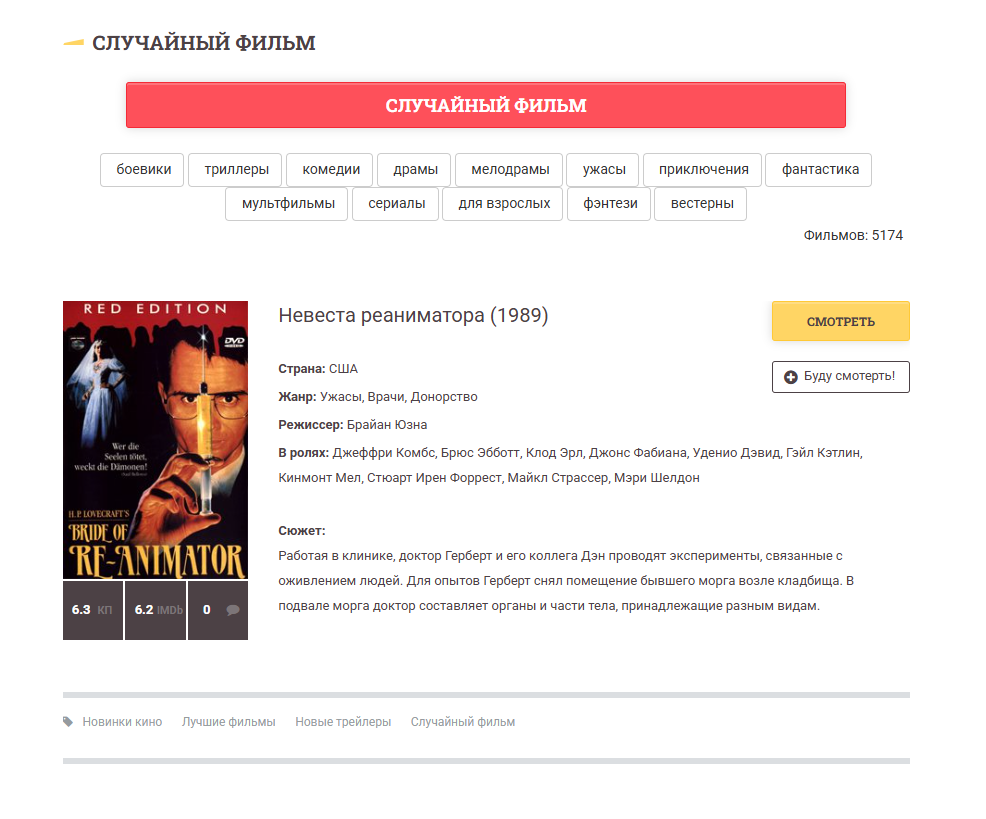 СЛУЧАЙНЫЙ ФИЛЬМ
СЛУЧАЙНЫЙ ФИЛЬМ
боевики триллеры комедии драмы мелодрамы ужасы приключения фантастика
мультфильмы сериалы для взрослых фэнтези вестерны
Фильмов: 5174
RED EDITION
DVD
Wer die
Seelen tötet,
weckt die Dämonen!
H.P. LOVECRAFT'S
BRIDE OF
RE-ANIMATOR
6.3 КП 6.2 IMDb 0
Невеста реаниматора (1989)
СМОТРЕТЬ
Буду смотерть!
Страна: США
Жанр: Ужасы, Врачи, Донорство
Режиссер: Брайан Юзна
В ролях: Джеффри Комбс, Брюс Эбботт, Клод Эрл, Джонс Фабиана, Уденио Дэвид, Гэйл Кэтлин,
Кинмонт Мел, Стюарт Ирен Форрест, Майкл Страссер, Мэри Шелдон
Сюжет:
Работая в клинике, доктор Герберт и его коллега Дэн проводят эксперименты, связанные с
оживлением людей. Для опытов Герберт снял помещение бывшего морга возле кладбища. В
подвале морга доктор составляет органы и части тела, принадлежащие разным видам.
Новинки кино Лучшие фильмы Новые трейлеры Случайный фильм